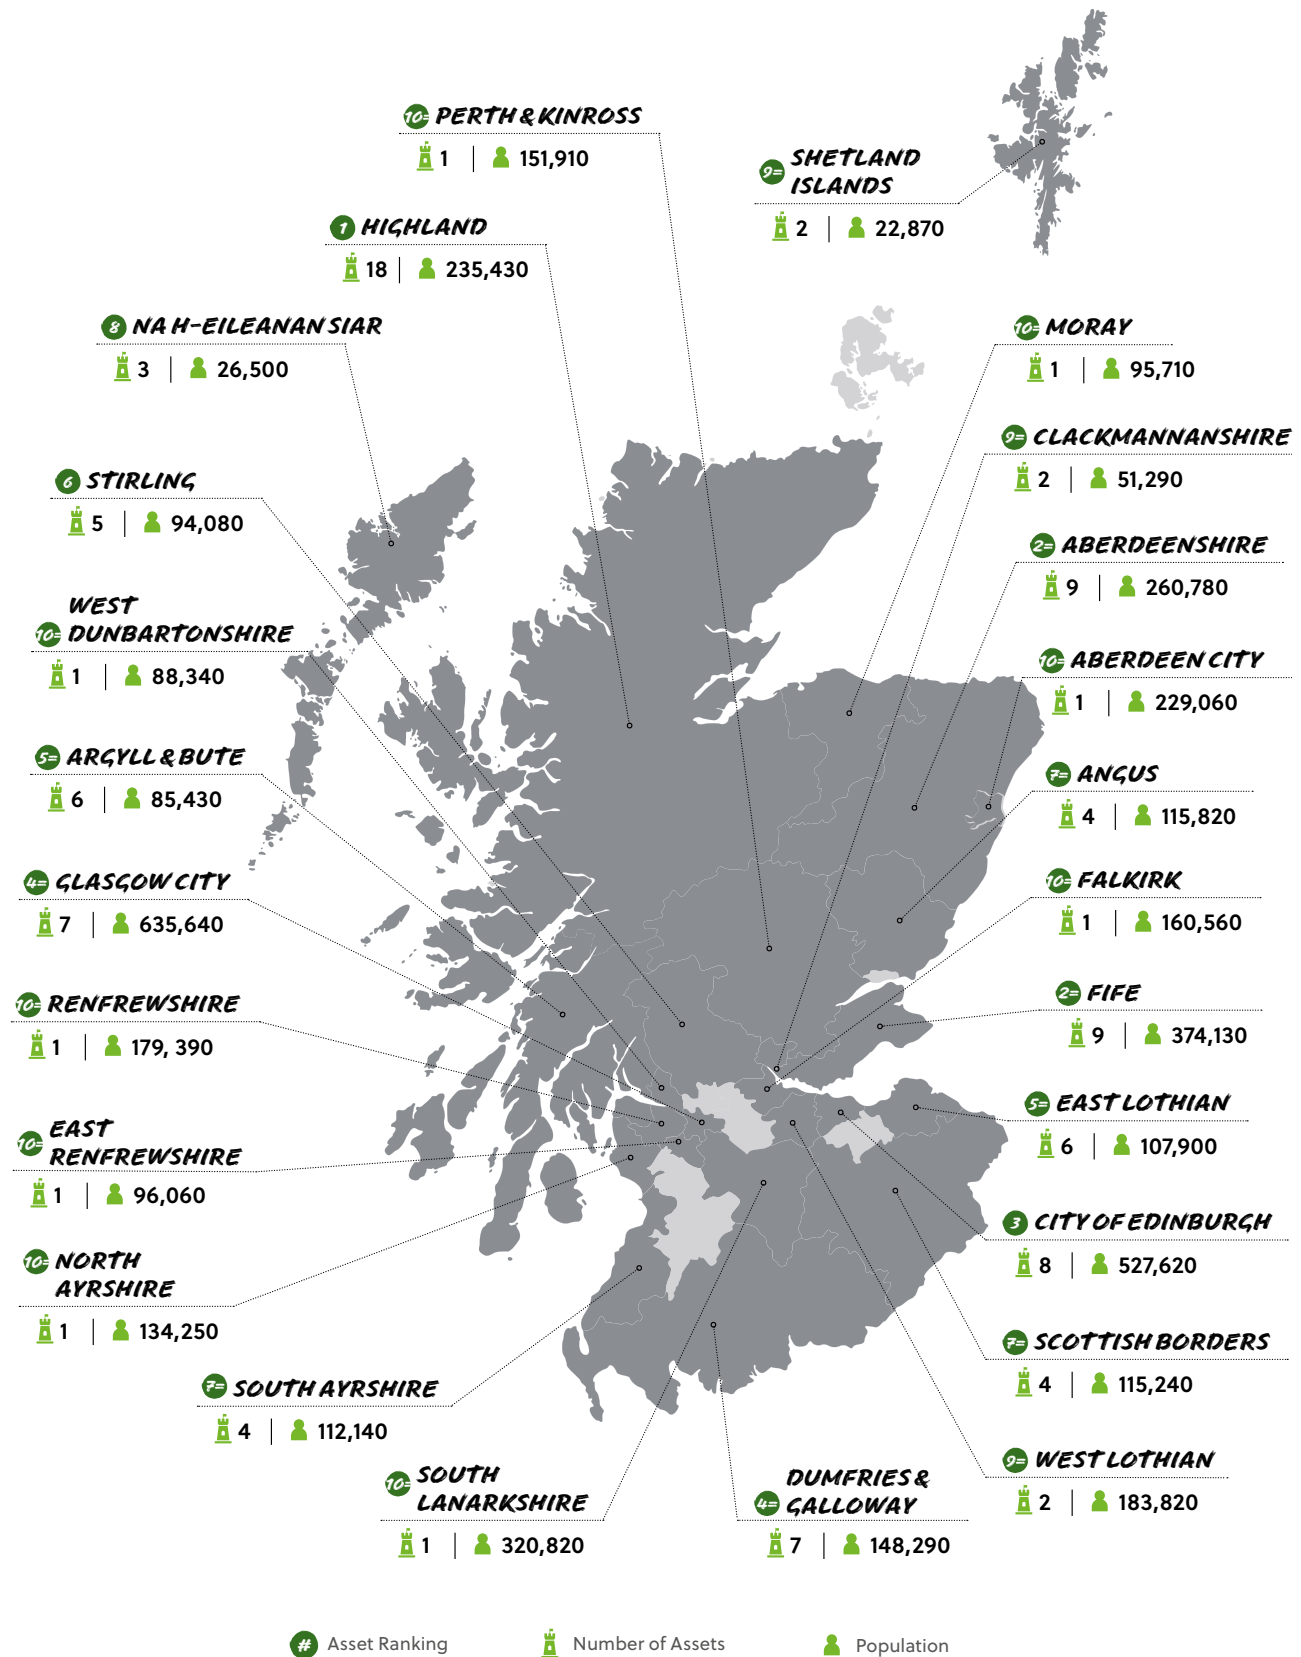 10= PERTH & KINROSS
1 | 151,910
9= SHETLAND
ISLANDS
2 | 22,870
1 HIGHLAND
18 | 235,430
8 NA H-EILEANAN SIAR
3 | 26,500
10= MORAY
1 | 95,710
9= CLACKMANNANSHIRE
2 | 51,290
6 STIRLING
5 | 94,080
2= ABERDEENSHIRE
9 | 260,780
WEST
10= DUNBARTONSHIRE
1 | 88,340
10= ABERDEEN CITY
1 | 229,060
5= ARGYLL & BUTE
6 | 85,430
7= ANGUS
4 | 115,820
4= GLASGOW CITY
7 | 635,640
10= FALKIRK
1 | 160,560
10= RENFREWSHIRE
1 | 179, 390
2= FIFE
9 | 374,130
10= EAST
RENFREWSHIRE
1 | 96,060
5= EAST LOTHIAN
6 | 107,900
3 CITY OF EDINBURGH
8 | 527,620
10= NORTH
AYRSHIRE
1 | 134,250
7= SCOTTISH BORDERS
4 | 115,240
7= SOUTH AYRSHIRE
4 | 112,140
9= WEST LOTHIAN
2 | 183,820
10= SOUTH
LANARKSHIRE
1 | 320,820
DUMFRIES &
4= GALLOWAY
7 | 148,290
# Asset Ranking
Number of Assets
Population